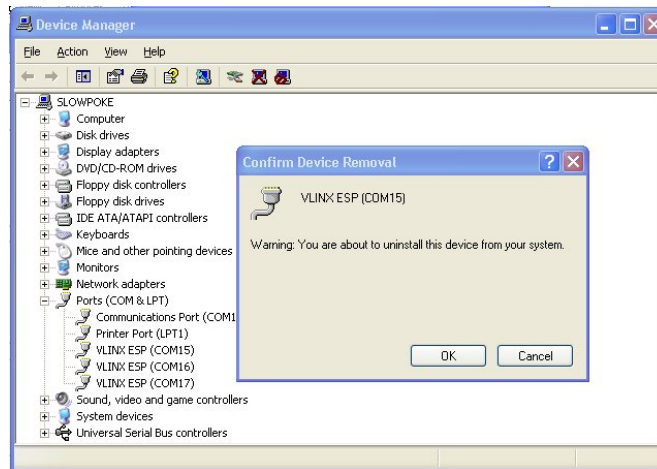 Device Manager
File Action View Help
SLOWPOKE
Computer
Disk drives
Display adapters
DVD/CD-ROM drives
Floppy disk controllers
Floppy disk drives
IDE ATA/ATAPI controllers
Keyboards
Mice and other pointing devices
Monitors
Network adapters
Ports (COM & LPT)
Communications Port (COM1
Printer Port (LPT1)
VLINX ESP (COM15)
VLINX ESP (COM16)
VLINX ESP (COM17)
Sound, video and game controllers
System devices
Universal Serial Bus controllers
Confirm Device Removal
VLINX ESP (COM15)
Warning: You are about to uninstall this device from your system.
OK Cancel